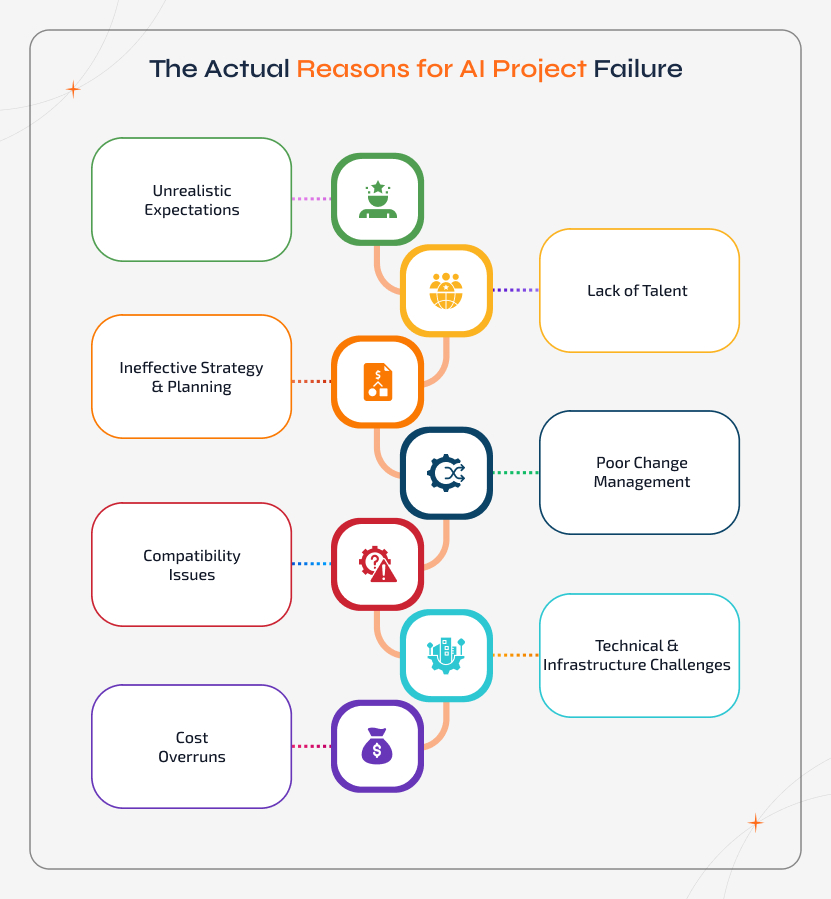 The Actual Reasons for AI Project Failure
Unrealistic
Expectations
Lack of Talent
Ineffective Strategy
& Planning
Poor Change
Management
Compatibility
Issues
Technical &
Infrastructure Challenges
Cost
Overruns